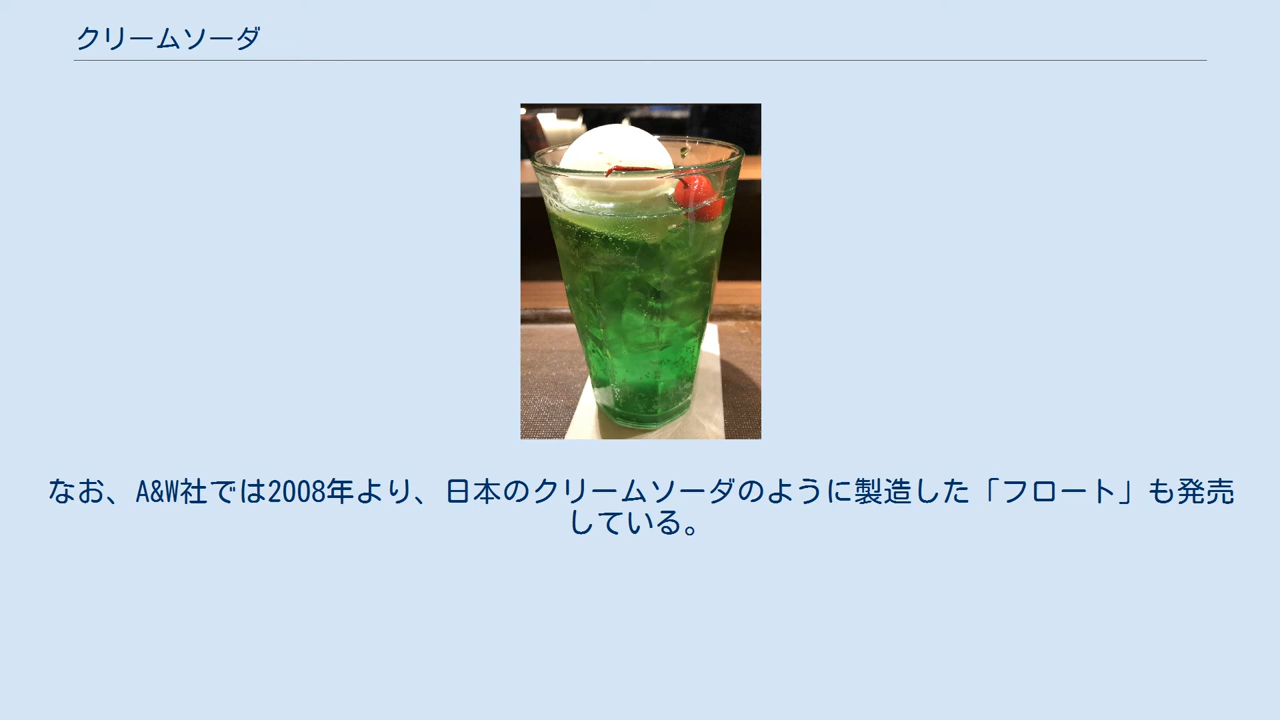 クリームソーダ
なお、A&W社では2008年より、日本のクリームソーダのように製造した「フロート」も発売
している。